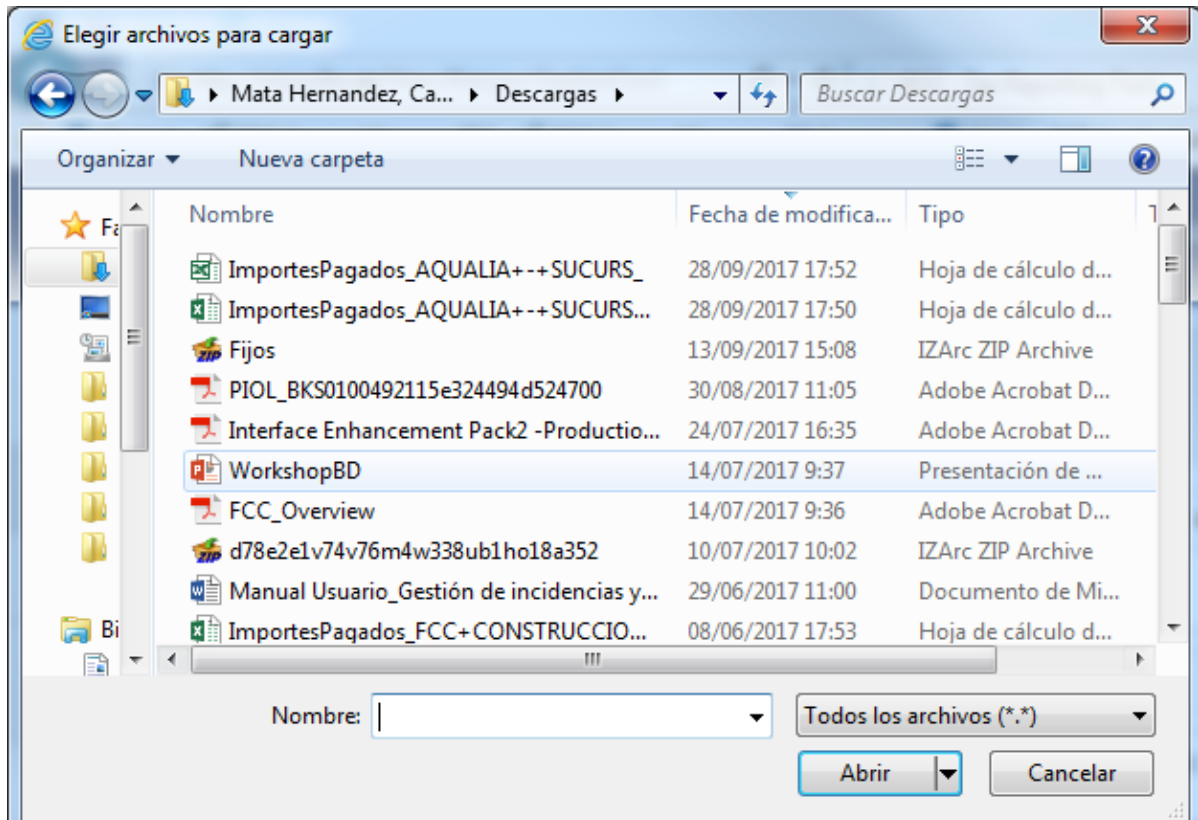 Elegir archivos para cargar
Mata Hernandez, Ca... Descargas
Buscar Descargas
Organizar Nueva carpeta
Nombre Fecha de modifica... Tipo T
Fa
ImportesPagados_AQUALIA+-+SUCURS_ 28/09/2017 17:52 Hoja de cálculo d...
ImportesPagados_AQUALIA+-+SUCURS... 28/09/2017 17:50 Hoja de cálculo d...
Fijos 13/09/2017 15:08 IZArc ZIP Archive
PIOL_BKS0100492115e324494d524700 30/08/2017 11:05 Adobe Acrobat D...
Interface Enhancement Pack2 -Productio... 24/07/2017 16:35 Adobe Acrobat D...
WorkshopBD 14/07/2017 9:37 Presentación de ...
FCC_Overview 14/07/2017 9:36 Adobe Acrobat D...
d78e2e1v74v76m4w338ub1ho18a352 10/07/2017 10:02 IZArc ZIP Archive
Manual Usuario_Gestión de incidencias y... 29/06/2017 11:00 Documento de Mi...
Bi
ImportesPagados_FCC+CONSTRUCCIO... 08/06/2017 17:53 Hoja de cálculo d...
Nombre: Todos los archivos (*.*)
Abrir Cancelar